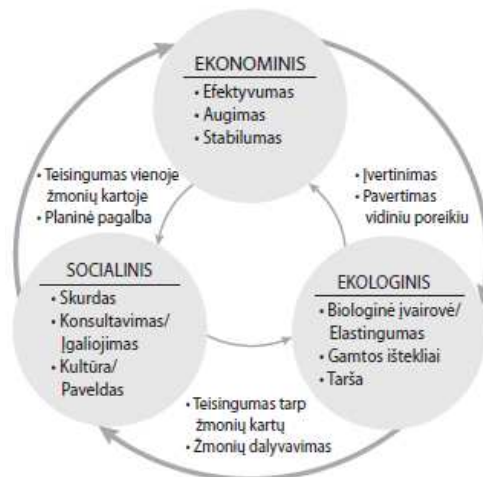 EKONOMINIS
• Efektyvumas
• Augimas
• Stabilumas
• Teisingumas vienoje
žmonių kartoje
• Planinė pagalba
• Įvertinimas
• Pavertimas
vidiniu poreikiu
SOCIALINIS
• Skurdas
• Konsultavimas/
Įgaliojimas
• Kultūra/
Paveldas
EKOLOGINIS
• Biologinė įvairovė/
Elastingumas
• Gamtos ištekliai
• Tarša
• Teisingumas tarp
žmonių kartų
• Žmonių dalyvavimas